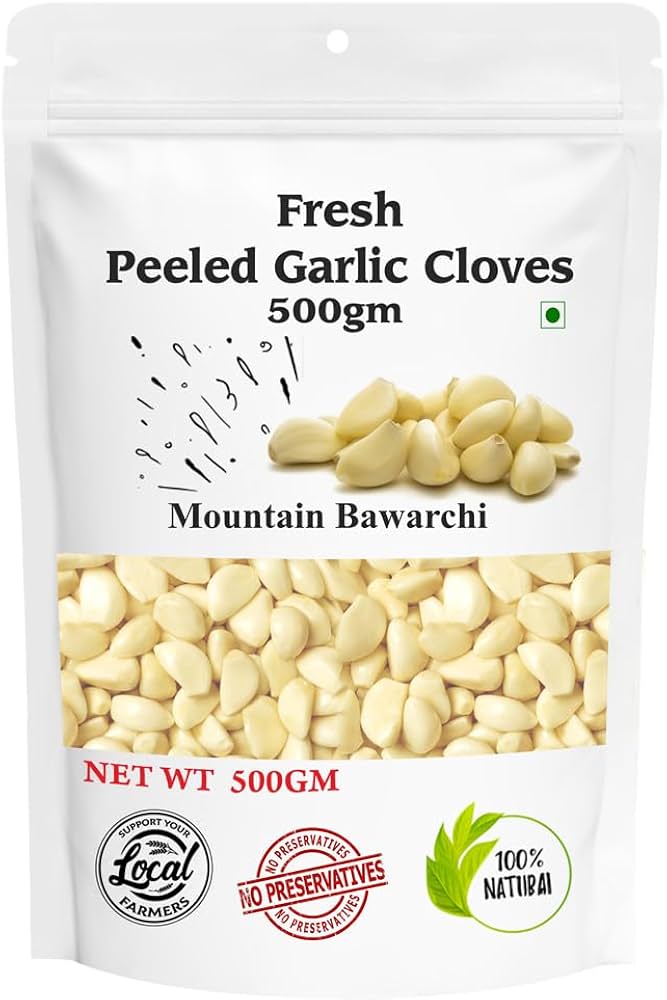 Fresh
Peeled Garlic Cloves
500gm
Mountain Bawarchi
NET WT 500GM
SUPPORT YOUR
Local
FARMERS
NO PRESERVATIVES
NO PRESERVATIVES
NO PRESERVATIVES
100%